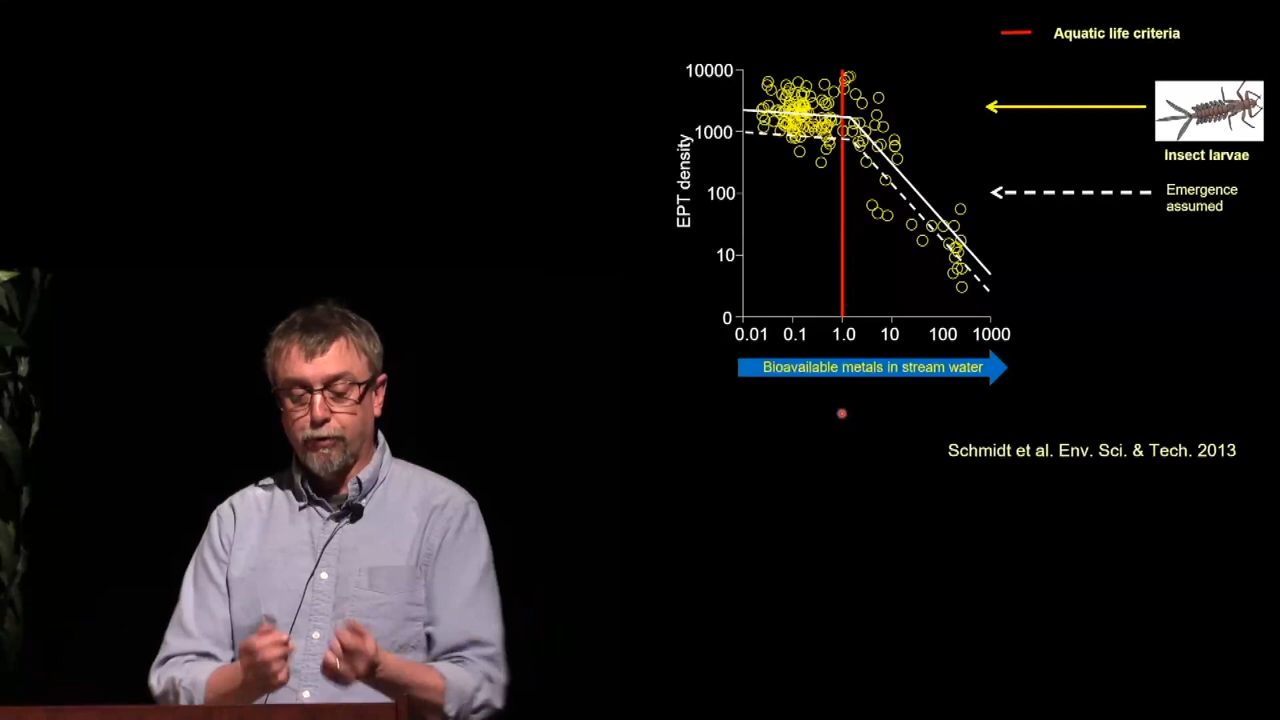 Aquatic life criteria
10000
1000
100
10
0
EPT density
0.01 0.1 1.0 10 100 1000
Bioavailable metals in stream water
Insect larvae
Emergence
assumed
Schmidt et al. Env. Sci. & Tech. 2013